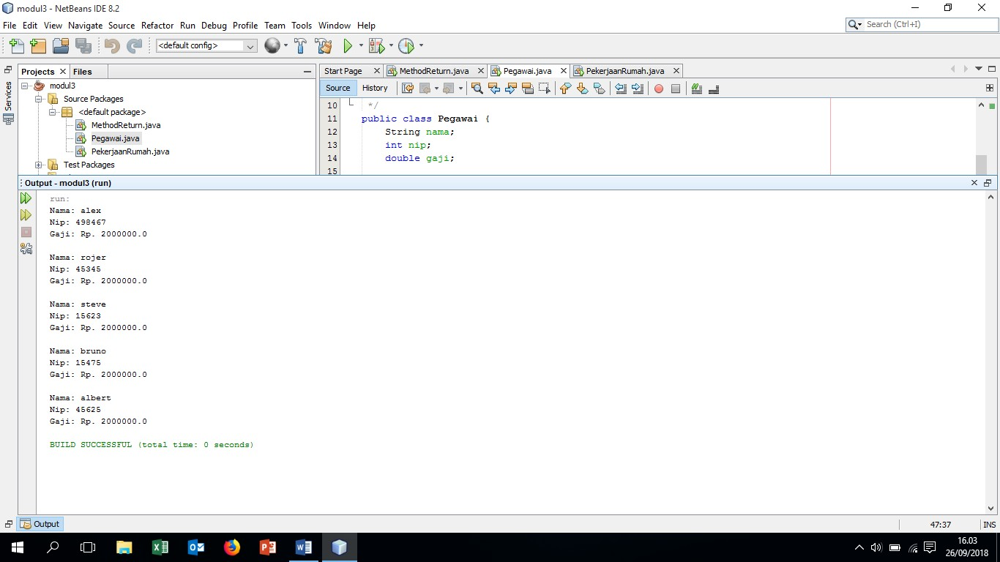 modul3 - NetBeans IDE 8.2
File Edit View Navigate Source Refactor Run Debug Profile Team Tools Window Help
Search (Ctrl+I)
<default config>
Services
Projects Files
modul3
Source Packages
<default package>
MethodReturn.java
Pegawai.java
PekerjaanRumah.java
Test Packages
Start Page MethodReturn.java Pegawai.java PekerjaanRumah.java
Source History
10 */
11 public class Pegawai {
12 String nama;
13 int nip;
14 double gaji;
15
Output - modul3 (run)
run:
Nama: alex
Nip: 498467
Gaji: Rp. 2000000.0
Nama: rojer
Nip: 45345
Gaji: Rp. 2000000.0
Nama: steve
Nip: 15623
Gaji: Rp. 2000000.0
Nama: bruno
Nip: 15475
Gaji: Rp. 2000000.0
Nama: albert
Nip: 45625
Gaji: Rp. 2000000.0
BUILD SUCCESSFUL (total time: 0 seconds)
Output
47:37 INS
16.03
26/09/2018